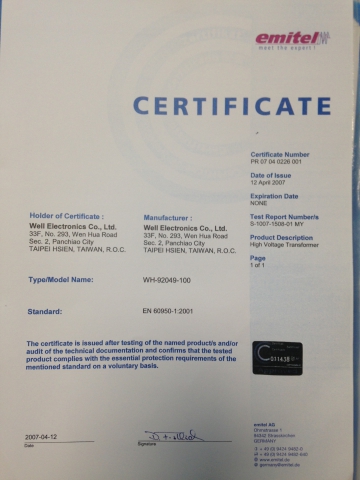 emitel
meet the expert!
CERTIFICATE
Certificate Number
PR 07 04 0226 001
Date of Issue
12 April 2007
Expiration Date
NONE
Test Report Number/s
S-1007-1508-01 MY
Product Description
High Voltage Transformer
Page
1 of 1
Holder of Certificate :
Well Electronics Co., Ltd.
33F, No. 293, Wen Hua Road
Sec. 2, Panchiao City
TAIPEI HSIEN, TAIWAN, R.O.C.
Manufacturer :
Well Electronics Co., Ltd.
33F, No. 293, Wen Hua Road
Sec. 2, Panchiao City
TAIPEI HSIEN, TAIWAN, R.O.C.
Type/Model Name: WH-92049-100
Standard: EN 60950-1:2001
The certificate is issued after testing of the named product/s and/or
audit of the technical documentation and confirms that the tested
product complies with the essential protection requirements of the
mentioned standard on a voluntary basis.
011438
2007-04-12
Date
Signature
emitel AG